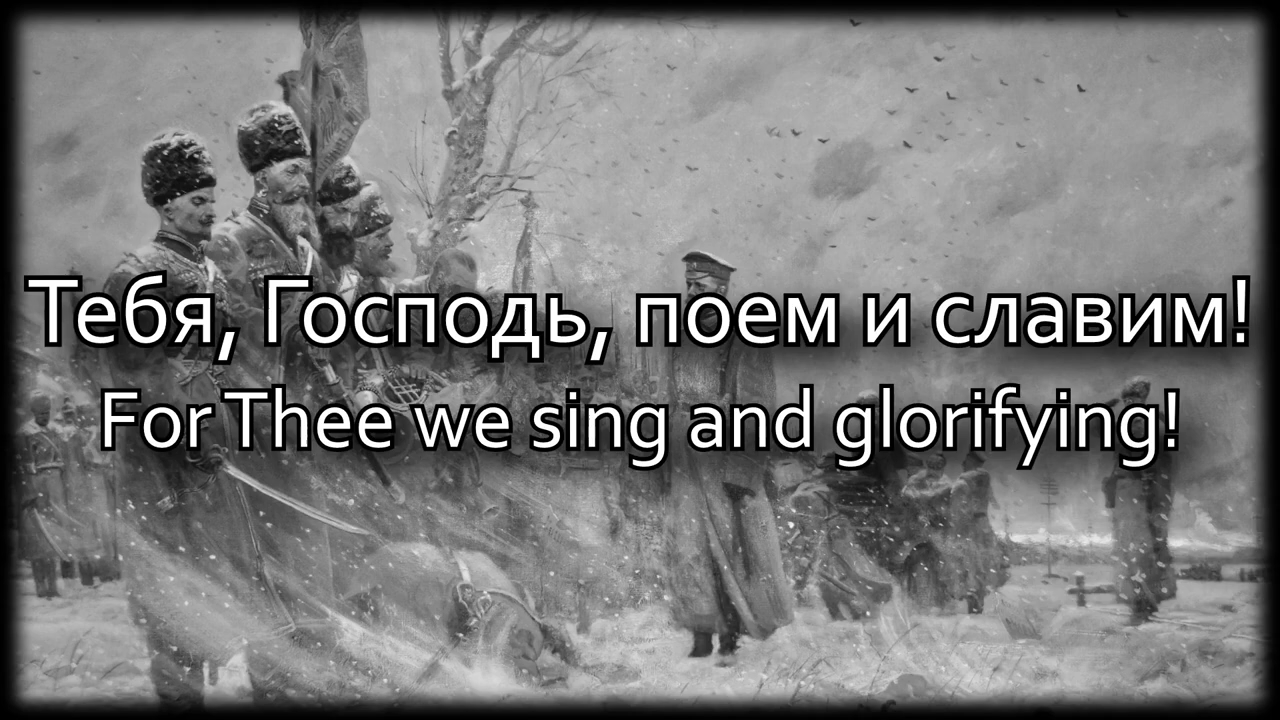 Тебя, Господь, поем и славим!
For Thee we sing and glorifying!